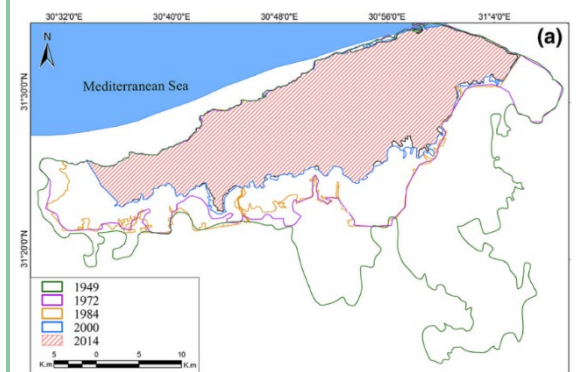 30°32'0"E 30°40'0"E 30°48'0"E 30°56'0"E 31°4'0"E
(a)
N
Mediterranean Sea
31°30'0"N
31°20'0"N
1949
1972
1984
2000
2014
K.m K.m
5 0 5 10